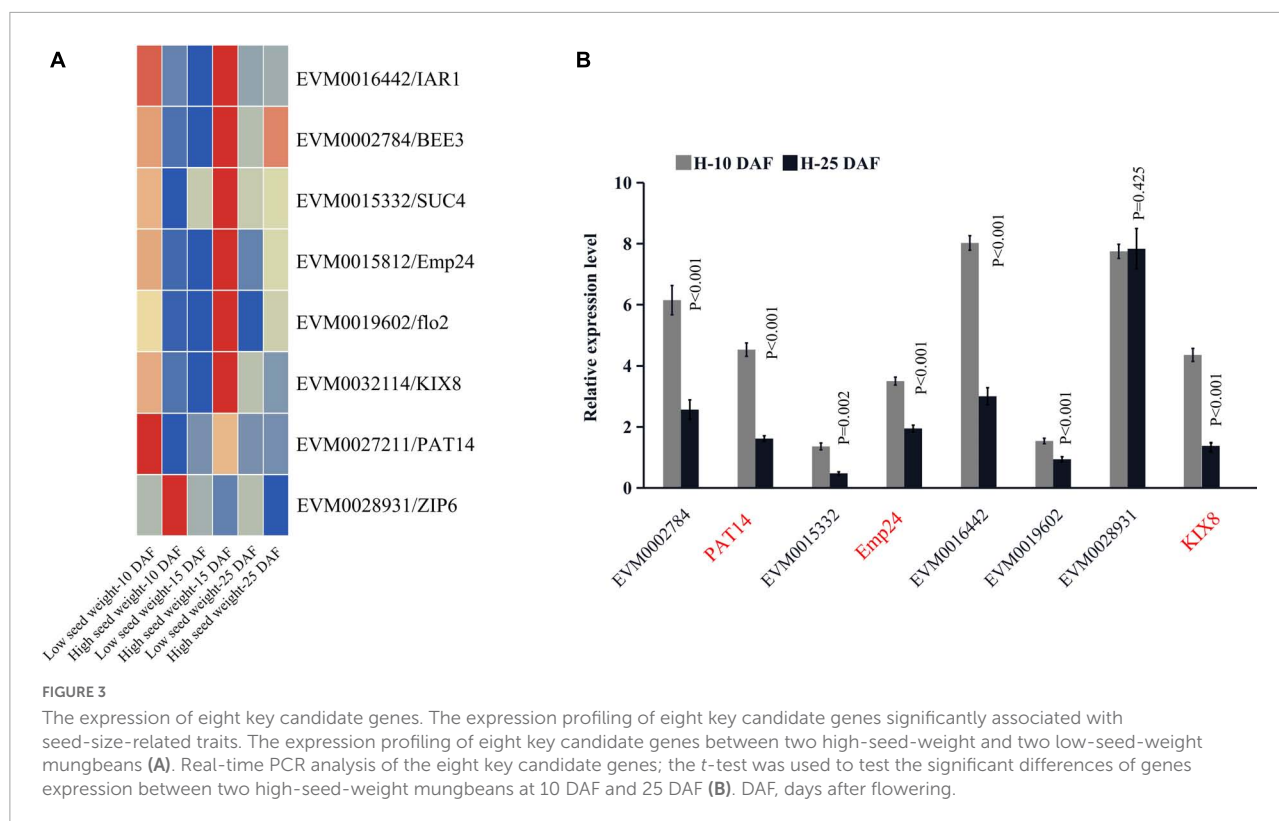 A
EVM0016442/IAR1
EVM0002784/BEE3
EVM0015332/SUC4
EVM0015812/Emp24
EVM0019602/flo2
EVM0032114/KIX8
EVM0027211/PAT14
EVM0028931/ZIP6
Low seed weight-10 DAF
High seed weight-10 DAF
Low seed weight-15 DAF
High seed weight-15 DAF
Low seed weight-25 DAF
High seed weight-25 DAF
B
H-10 DAF H-25 DAF
Relative expression level
10
8
6
4
2
0
P<0.001
P<0.001
P=0.002
P<0.001
P<0.001
P<0.001
P=0.425
P<0.001
EVM0002784
PAT14
EVM0015332
Emp24
EVM0016442
EVM0019602
EVM0028931
KIX8
FIGURE 3
The expression of eight key candidate genes. The expression profiling of eight key candidate genes significantly associated with
seed-size-related traits. The expression profiling of eight key candidate genes between two high-seed-weight and two low-seed-weight
mungbeans (A). Real-time PCR analysis of the eight key candidate genes; the t-test was used to test the significant differences of genes
expression between two high-seed-weight mungbeans at 10 DAF and 25 DAF (B). DAF, days after flowering.